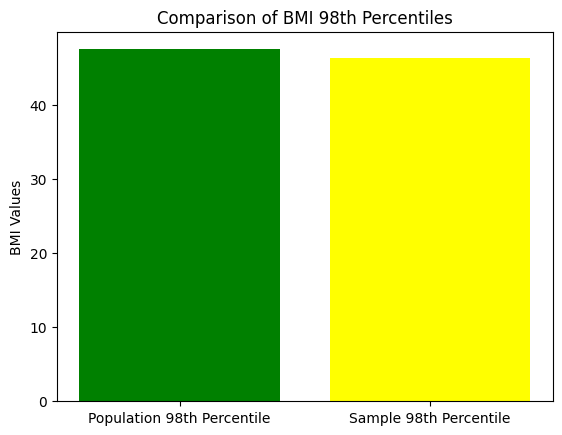 Comparison of BMI 98th Percentiles
BMI Values
40
30
20
10
0
Population 98th Percentile
Sample 98th Percentile